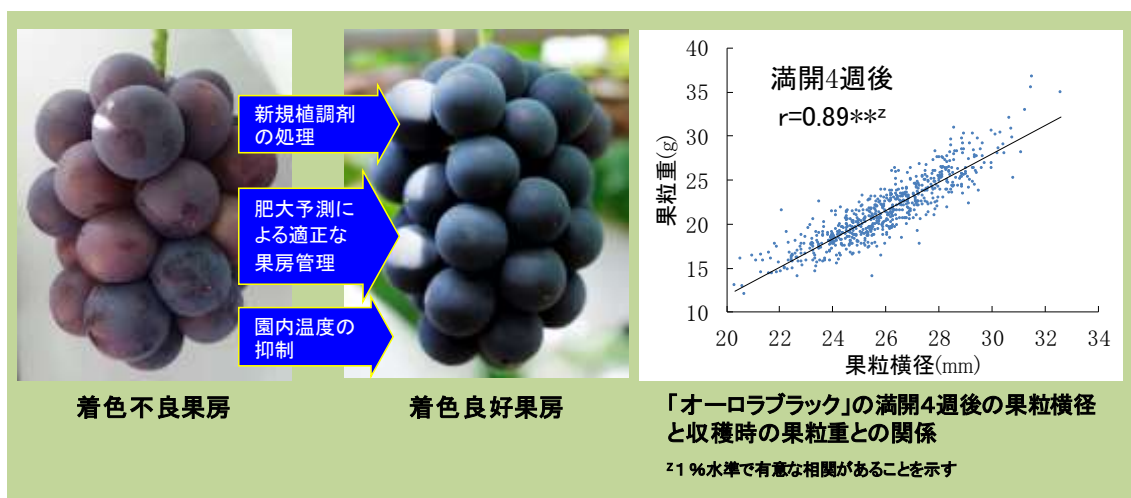 新規植調剤
の処理
肥大予測に
よる適正な
果房管理
園内温度の
抑制
着色不良果房
着色良好果房
満開4週後
r=0.89**z
果粒重(g)
40
35
30
25
20
15
10
20 22 24 26 28 30 32 34
果粒横径(mm)
「オーロラブラック」の満開4週後の果粒横径
と収穫時の果粒重との関係
z1%水準で有意な相関があることを示す